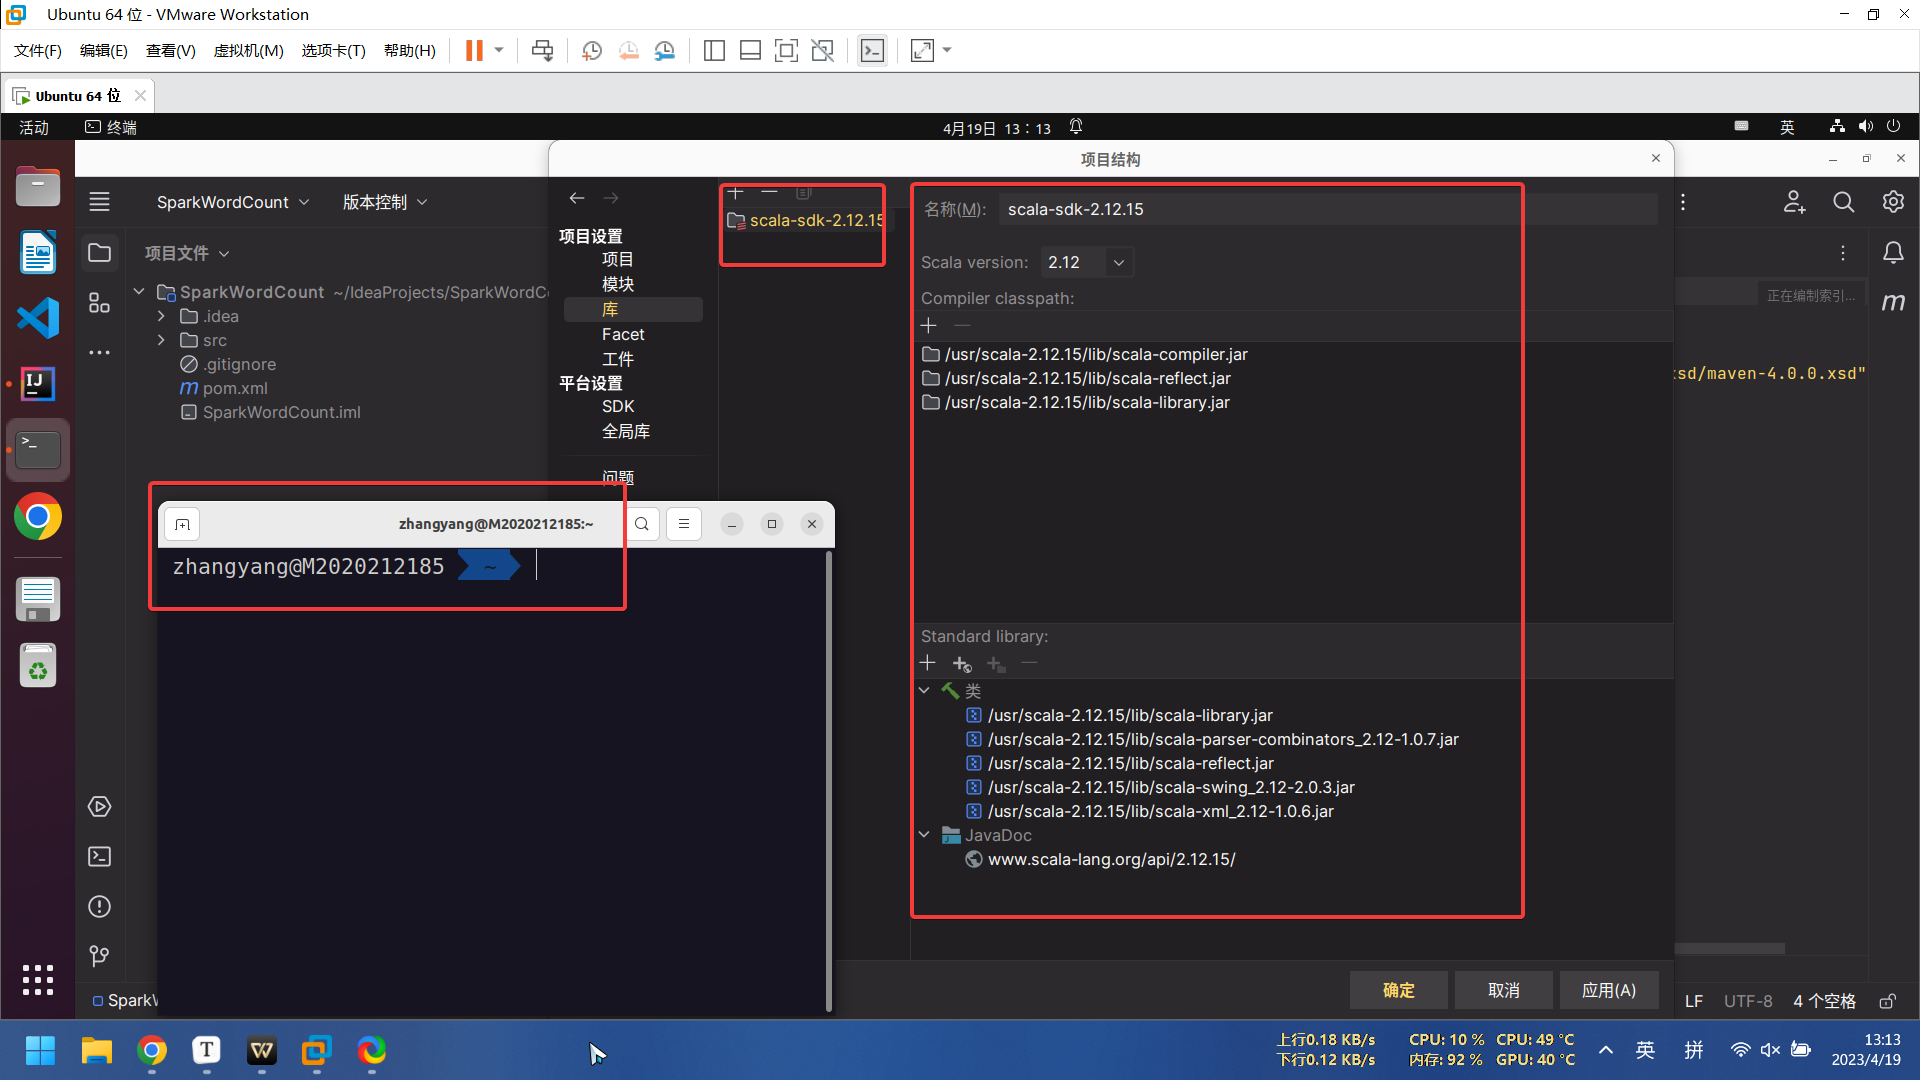 Ubuntu 64 位 - VMware Workstation
文件(F) 编辑(E) 查看(V) 虚拟机(M) 选项卡(T) 帮助(H)
Ubuntu 64 位
活动 终端 4月19日 13：13 英
项目结构
SparkWordCount 版本控制
项目文件
SparkWordCount ~/IdeaProjects/SparkWordCo
.idea
src
.gitignore
pom.xml
SparkWordCount.iml
项目设置
项目
模块
库
Facet
工件
平台设置
SDK
全局库
问题
scala-sdk-2.12.15
名称(M): scala-sdk-2.12.15
Scala version: 2.12
Compiler classpath:
/usr/scala-2.12.15/lib/scala-compiler.jar
/usr/scala-2.12.15/lib/scala-reflect.jar
/usr/scala-2.12.15/lib/scala-library.jar
Standard library:
类
/usr/scala-2.12.15/lib/scala-library.jar
/usr/scala-2.12.15/lib/scala-parser-combinators_2.12-1.0.7.jar
/usr/scala-2.12.15/lib/scala-reflect.jar
/usr/scala-2.12.15/lib/scala-swing_2.12-2.0.3.jar
/usr/scala-2.12.15/lib/scala-xml_2.12-1.0.6.jar
JavaDoc
www.scala-lang.org/api/2.12.15/
确定 取消 应用(A)
正在编制索引...
xsd/maven-4.0.0.xsd"
zhangyang@M2020212185:~
zhangyang@M2020212185 ~
SparkW
LF UTF-8 4 个空格
上行0.18 KB/s CPU: 10 % CPU: 49 °C
下行0.12 KB/s 内存: 92 % GPU: 40 °C
英 拼
13:13
2023/4/19